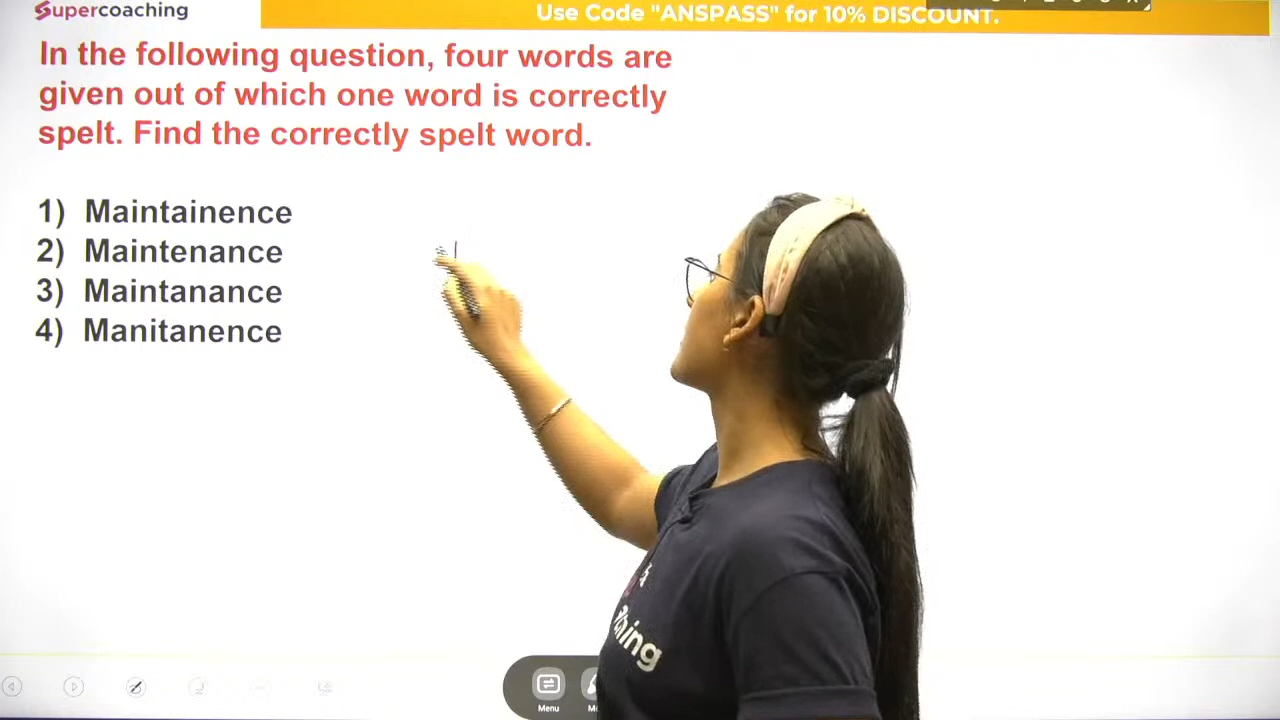 Supercoaching
Use Code "ANSPASS" for 10% DISCOUNT.
In the following question, four words are
given out of which one word is correctly
spelt. Find the correctly spelt word.
1) Maintainence
2) Maintenance
3) Maintanance
4) Manitanence
Menu